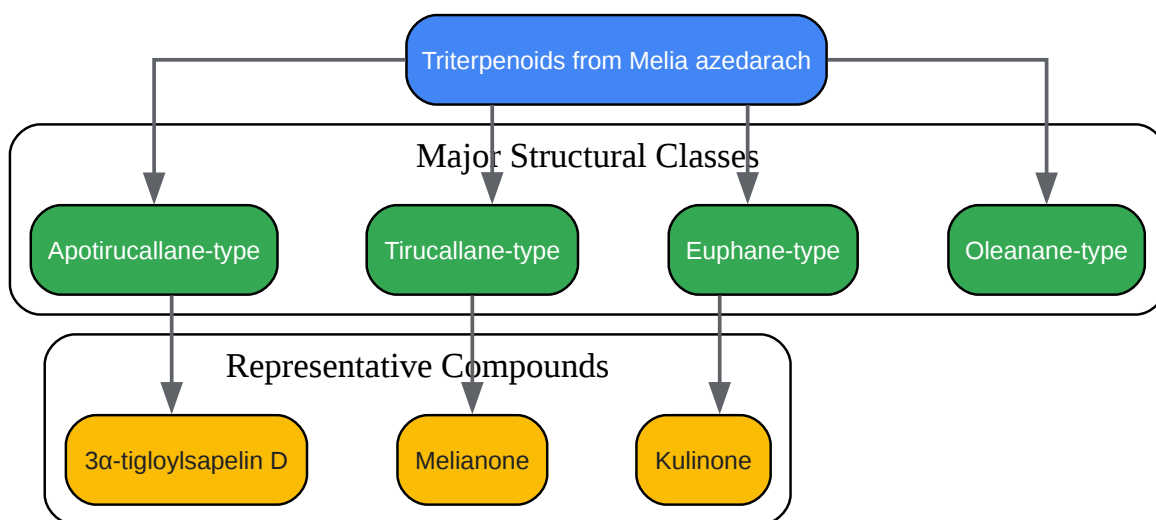 Triterpenoids from Melia azedarach
Major Structural Classes
Apotirucallane-type
Tirucallane-type
Euphane-type
Oleanane-type
Representative Compounds
3α-tigloylsapelin D
Melianone
Kulinone